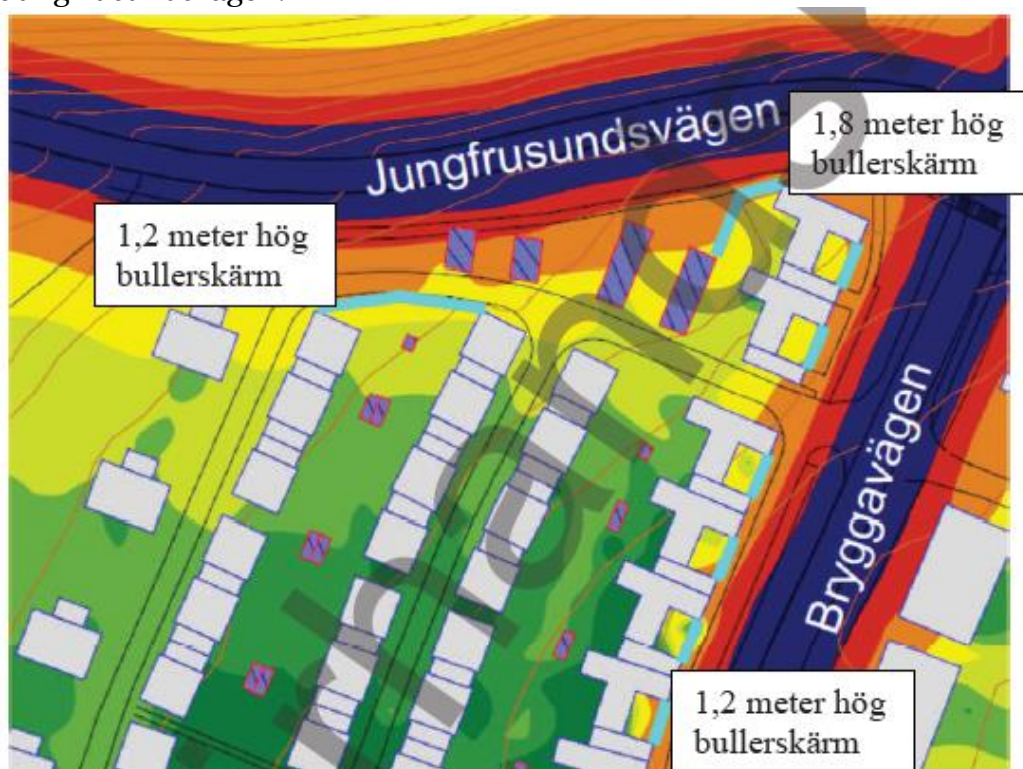 Jungfrusundsvägen
1,8 meter hög
bullerskärm
1,2 meter hög
bullerskärm
Bryggavägen
1,2 meter hög
bullerskärm